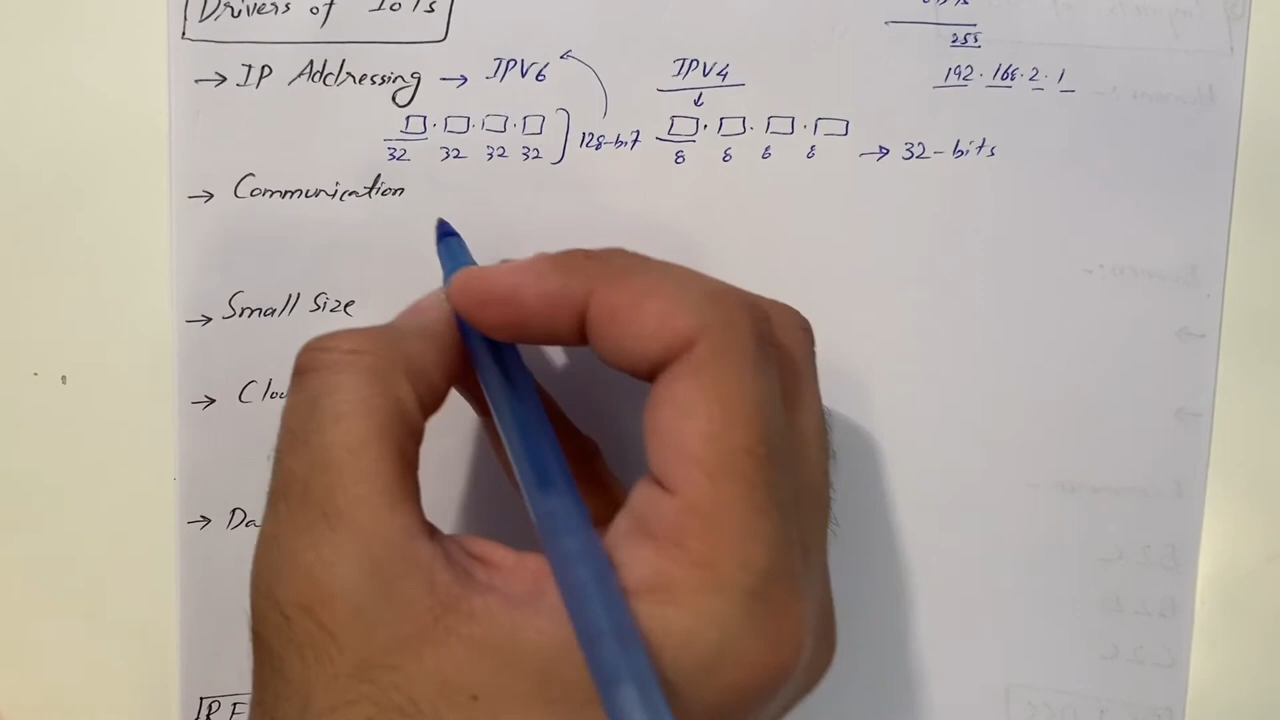 Drivers of IoTs
255
192.168.2.1
→ IP Addressing → IPV6 IPV4
32 32 32 32 128-bit 8 8 8 8 → 32-bits
→ Communication
→ Small Size
→ Clou
→ Da
RF